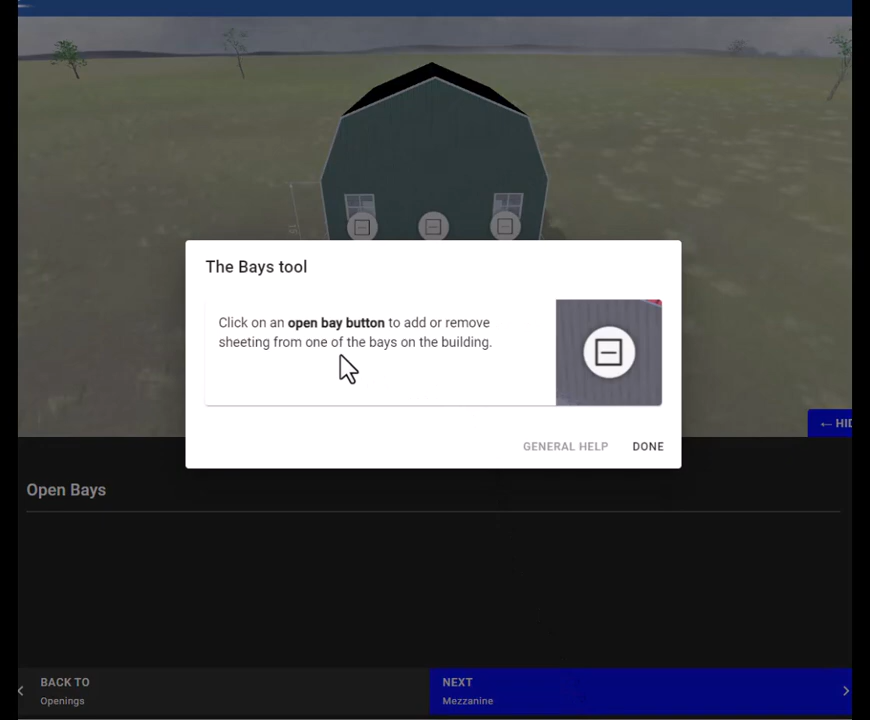 The Bays tool
Click on an open bay button to add or remove
sheeting from one of the bays on the building.
← HID
GENERAL HELP DONE
Open Bays
BACK TO
Openings
NEXT
Mezzanine